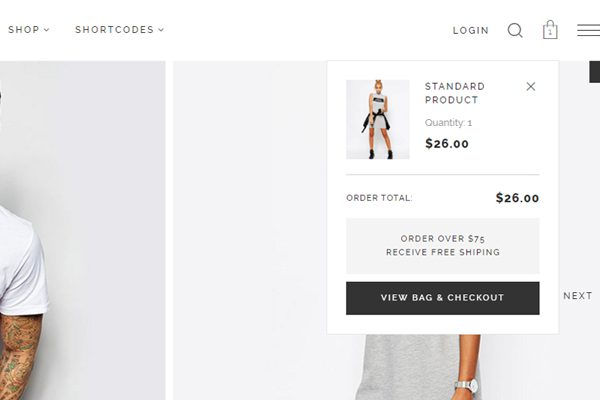 SHOP
SHORTCODES
LOGIN
1
STANDARD
PRODUCT
Quantity: 1
$26.00
ORDER TOTAL:
$26.00
ORDER OVER $75
RECEIVE FREE SHIPING
VIEW BAG & CHECKOUT
NEXT